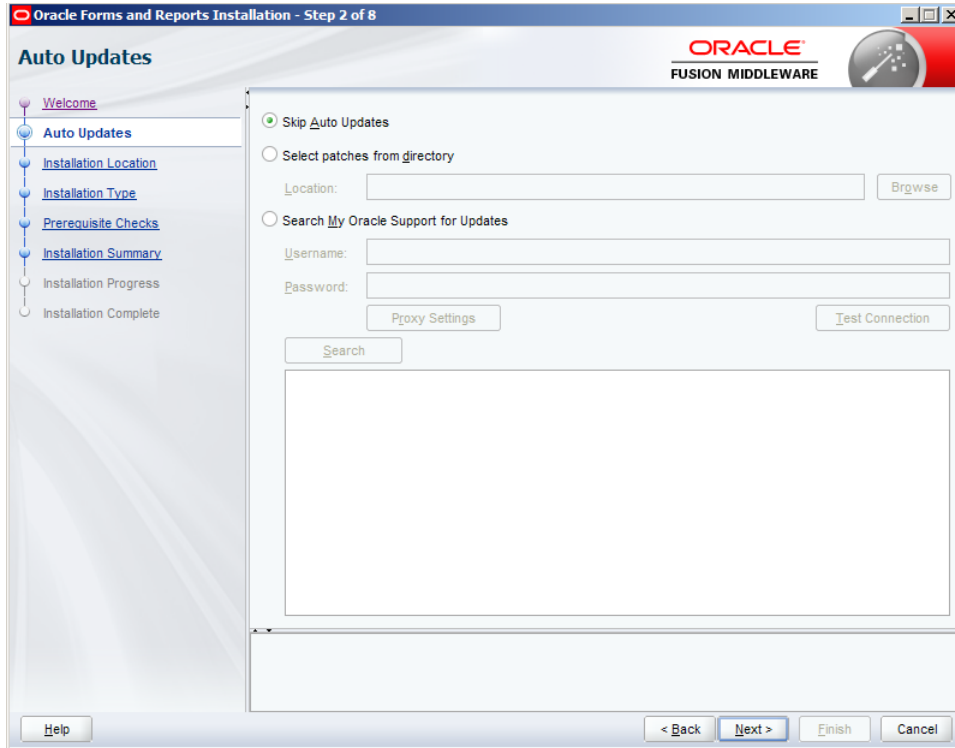 Oracle Forms and Reports Installation - Step 2 of 8
Auto Updates
ORACLE
FUSION MIDDLEWARE
Welcome
Auto Updates
Installation Location
Installation Type
Prerequisite Checks
Installation Summary
Installation Progress
Installation Complete
Skip Auto Updates
Select patches from directory
Location:
Browse
Search My Oracle Support for Updates
Username:
Password:
Proxy Settings
Test Connection
Search
Help
< Back
Next >
Finish
Cancel